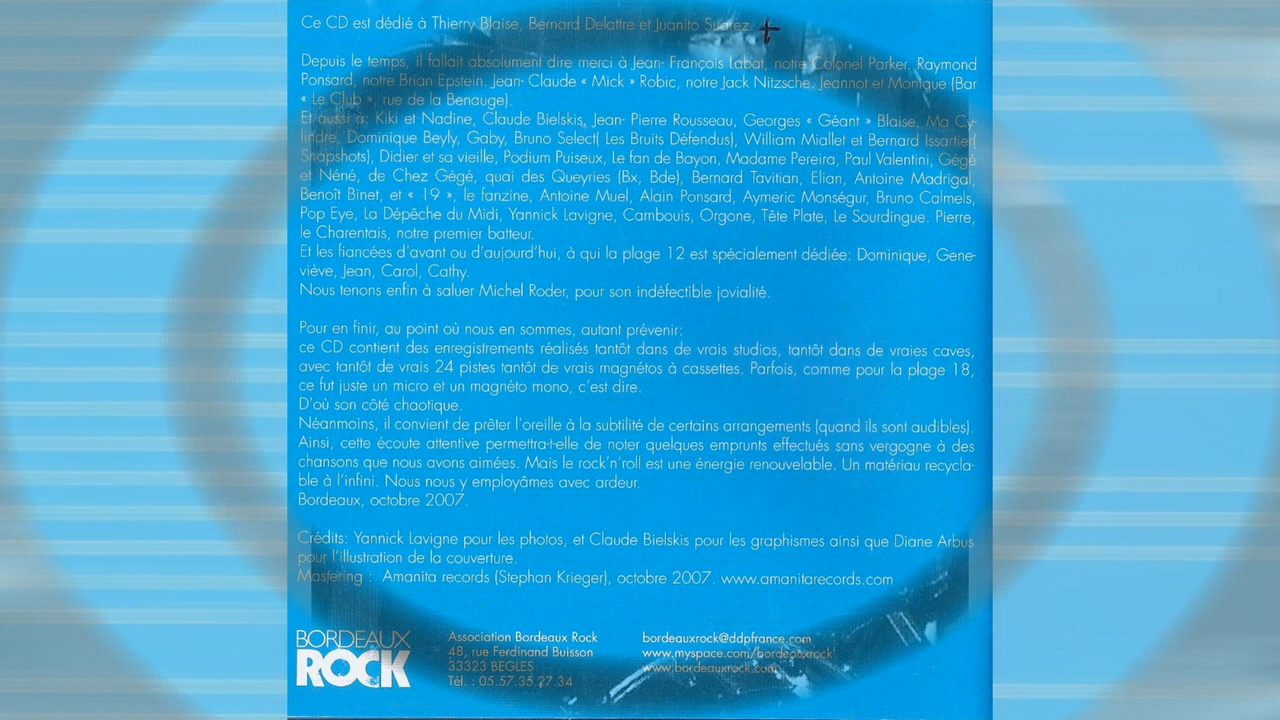 Ce CD est dédié à Thierry Blaise, Bernard Delattre et Juanito Suarez.
Depuis le temps, il fallait absolument dire merci à Jean- François Labat, notre Colonel Parker, Raymond
Ponsard, notre Brian Epstein. Jean- Claude « Mick » Robic, notre Jack Nitzsche. Jeannot et Monique (Bar
« Le Club », rue de la Benauge).
Et aussi à: Kiki et Nadine, Claude Bielskis, Jean- Pierre Rousseau, Georges « Géant » Blaise, Ma Cy-
lindre, Dominique Beyly, Gaby, Bruno Select( Les Bruits Défendus), William Miallet et Bernard Issartier(
Snapshots), Didier et sa vieille, Podium Puiseux, Le fan de Bayon, Madame Pereira, Paul Valentini, Gégé
et Néné, de Chez Gégé, quai des Queyries (Bx, Bde), Bernard Tavitian, Elian, Antoine Madrigal,
Benoît Binet, et « 19 », le fanzine, Antoine Muel, Alain Ponsard, Aymeric Monségur, Bruno Calmels,
Pop Eye, La Dépêche du Midi, Yannick Lavigne, Cambouis, Orgone, Tête Plate, Le Sourdingue. Pierre,
le Charentais, notre premier batteur.
Et les fiancées d'avant ou d'aujourd'hui, à qui la plage 12 est spécialement dédiée: Dominique, Gene-
viève, Jean, Carol, Cathy.
Nous tenons enfin à saluer Michel Roder, pour son indéfectible jovialité.
Pour en finir, au point où nous en sommes, autant prévenir:
ce CD contient des enregistrements réalisés tantôt dans de vrais studios, tantôt dans de vraies caves,
avec tantôt de vrais 24 pistes tantôt de vrais magnétos à cassettes. Parfois, comme pour la plage 18,
ce fut juste un micro et un magnéto mono, c'est dire.
D'où son côté chaotique.
Néanmoins, il convient de prêter l'oreille à la subtilité de certains arrangements (quand ils sont audibles).
Ainsi, cette écoute attentive permettra-t-elle de noter quelques emprunts effectués sans vergogne à des
chansons que nous avons aimées. Mais le rock'n'roll est une énergie renouvelable. Un matériau recycla-
ble à l'infini. Nous nous y employâmes avec ardeur.
Bordeaux, octobre 2007.
Crédits: Yannick Lavigne pour les photos, et Claude Bielskis pour les graphismes ainsi que Diane Arbus
pour l'illustration de la couverture.
Mastering : Amanita records (Stephan Krieger), octobre 2007. www.amanitarecords.com
BORDEAUX
ROCK
Association Bordeaux Rock
48, rue Ferdinand Buisson
33323 BEGLES
Tél. : 05.57.35.27.34
bordeauxrock@ddpfrance.com
www.myspace.com/bordeauxrock
www.bordeauxrock.com